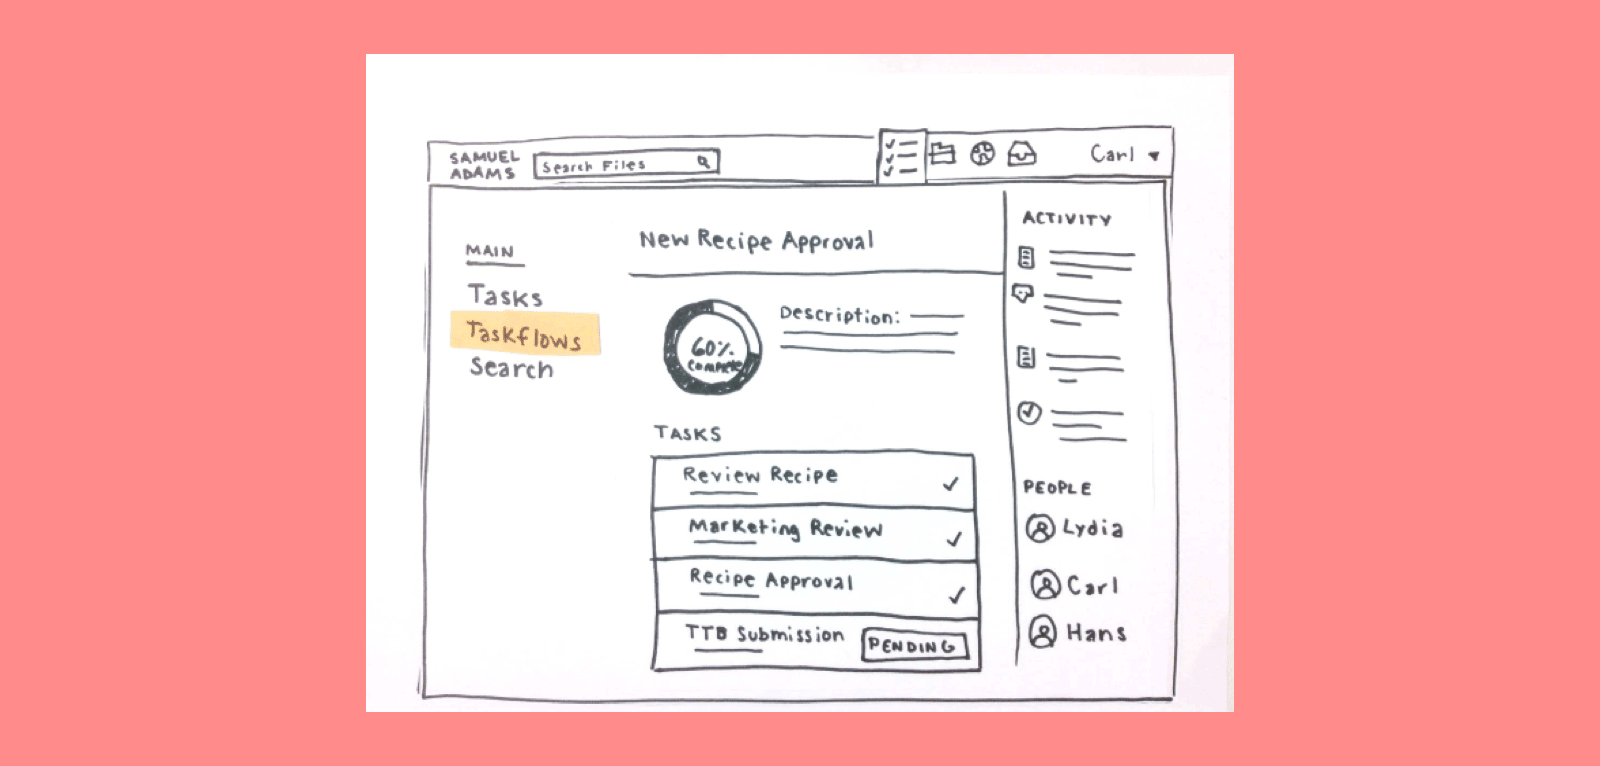 SAMUEL
ADAMS
Search Files
Carl
MAIN
Tasks
Taskflows
Search
New Recipe Approval
60%
COMPLETE
Description:
TASKS
Review Recipe
Marketing Review
Recipe Approval
TTB Submission
PENDING
ACTIVITY
PEOPLE
Lydia
Carl
Hans